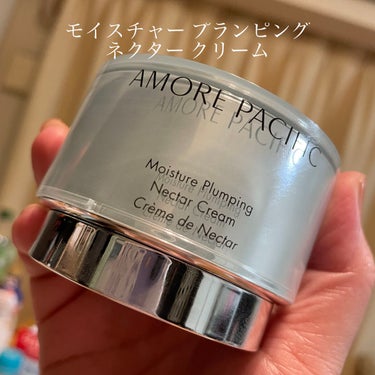 モイスチャー ブランピング
ネクター クリーム
AMORE PACIFIC
Moisture Plumping
Nectar Cream
Crème de Nectar